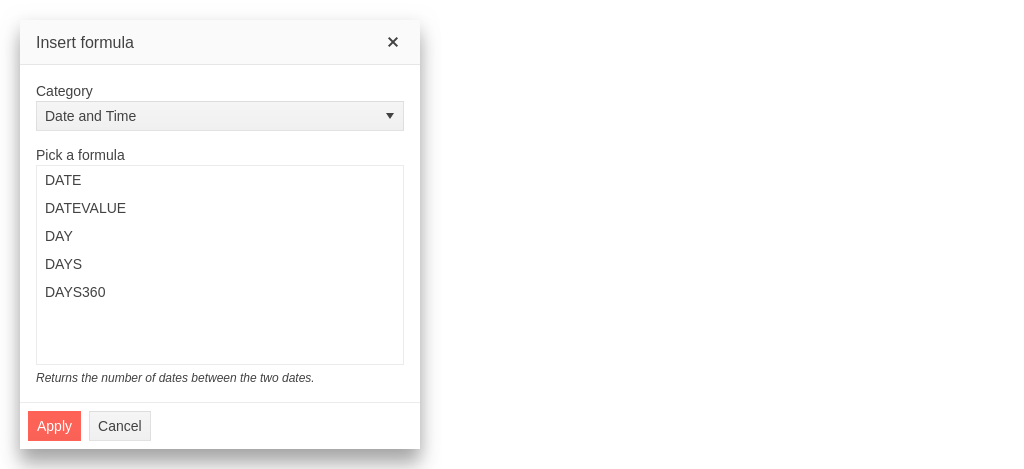 Insert formula
Category
Date and Time
Pick a formula
DATE
DATEVALUE
DAY
DAYS
DAYS360
Returns the number of dates between the two dates.
Apply Cancel